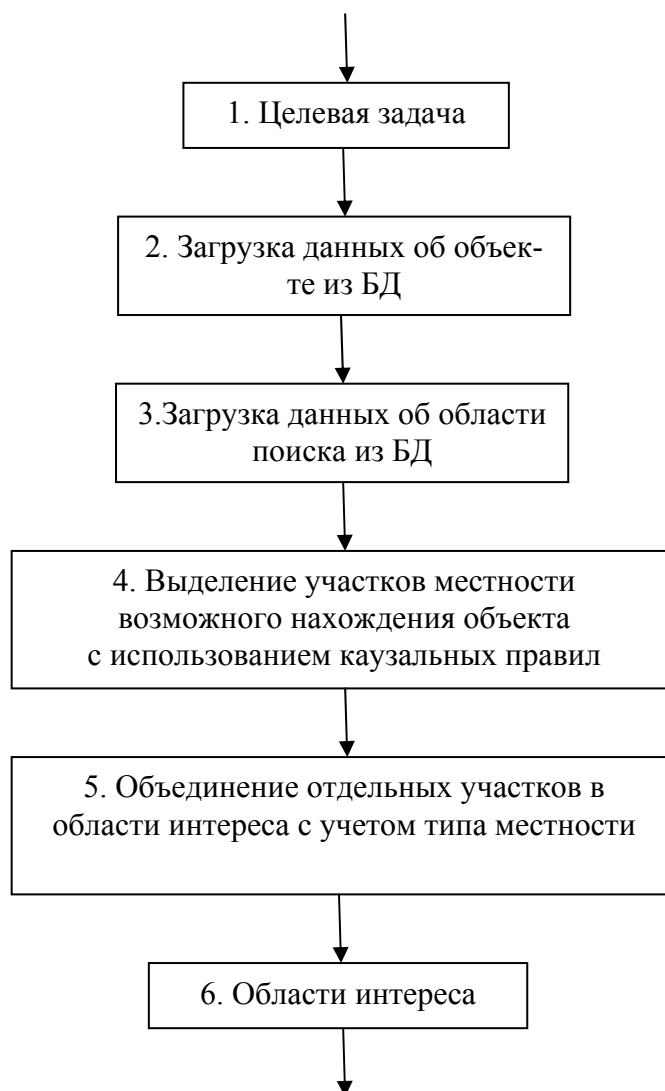 1. Целевая задача
2. Загрузка данных об объек-
те из БД
3.Загрузка данных об области
поиска из БД
4. Выделение участков местности
возможного нахождения объекта
с использованием каузальных правил
5. Объединение отдельных участков в
области интереса с учетом типа местности
6. Области интереса